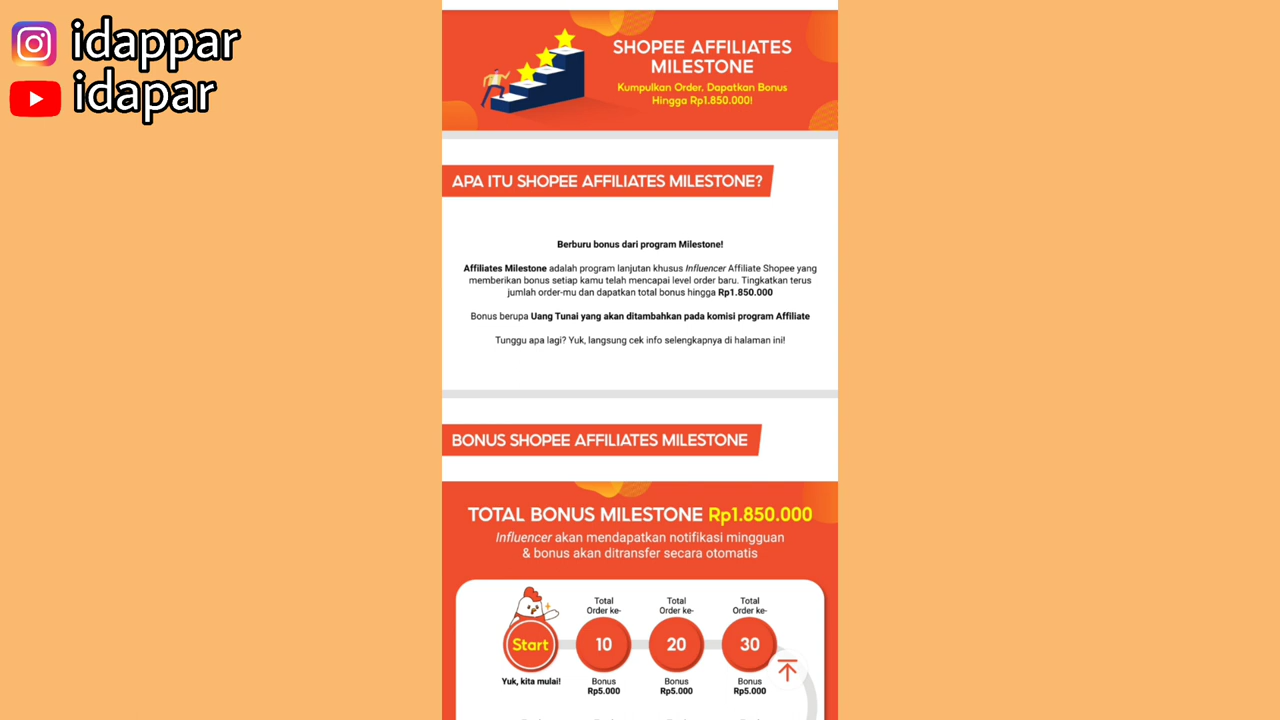 idappar
idapar
SHOPEE AFFILIATES
MILESTONE
Kumpulkan Order, Dapatkan Bonus
Hingga Rp1.850.000!
APA ITU SHOPEE AFFILIATES MILESTONE?
Berburu bonus dari program Milestone!
Affiliates Milestone adalah program lanjutan khusus Influencer Affiliate Shopee yang
memberikan bonus setiap kamu telah mencapai level order baru. Tingkatkan terus
jumlah order-mu dan dapatkan total bonus hingga Rp1.850.000
Bonus berupa Uang Tunai yang akan ditambahkan pada komisi program Affiliate
Tunggu apa lagi? Yuk, langsung cek info selengkapnya di halaman ini!
BONUS SHOPEE AFFILIATES MILESTONE
TOTAL BONUS MILESTONE Rp1.850.000
Influencer akan mendapatkan notifikasi mingguan
& bonus akan ditransfer secara otomatis
Total Total Total
Order ke- Order ke- Order ke-
Start 10 20 30
Yuk, kita mulai! Bonus Bonus Bonus
Rp5.000 Rp5.000 Rp5.000